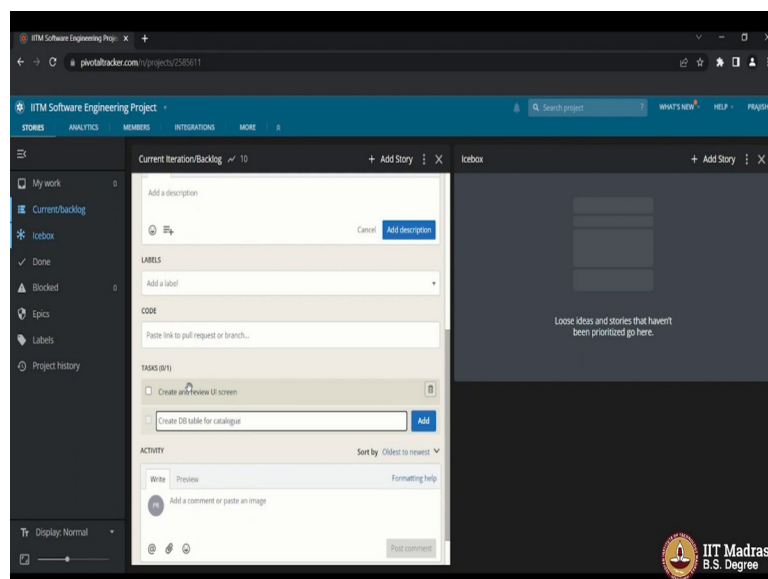 IITM Software Engineering Proje
pivotaltracker.com/n/projects/2585611
IITM Software Engineering Project
Search project
?
WHAT'S NEW
HELP
PRAJISH
STORIES
ANALYTICS
MEMBERS
INTEGRATIONS
MORE
My work 0
Current/backlog
Icebox
Done
Blocked 0
Epics
Labels
Project history
Display: Normal
Current Iteration/Backlog 10
+ Add Story
Add a description
Cancel
Add description
LABELS
Add a label
CODE
Paste link to pull request or branch...
TASKS (0/1)
Create and review UI screen
Create DB table for catalogue
Add
ACTIVITY
Sort by Oldest to newest
Write
Preview
Formatting help
Add a comment or paste an image
Post comment
Icebox
+ Add Story
Loose ideas and stories that haven't
been prioritized go here.
IIT Madras
B.S. Degree